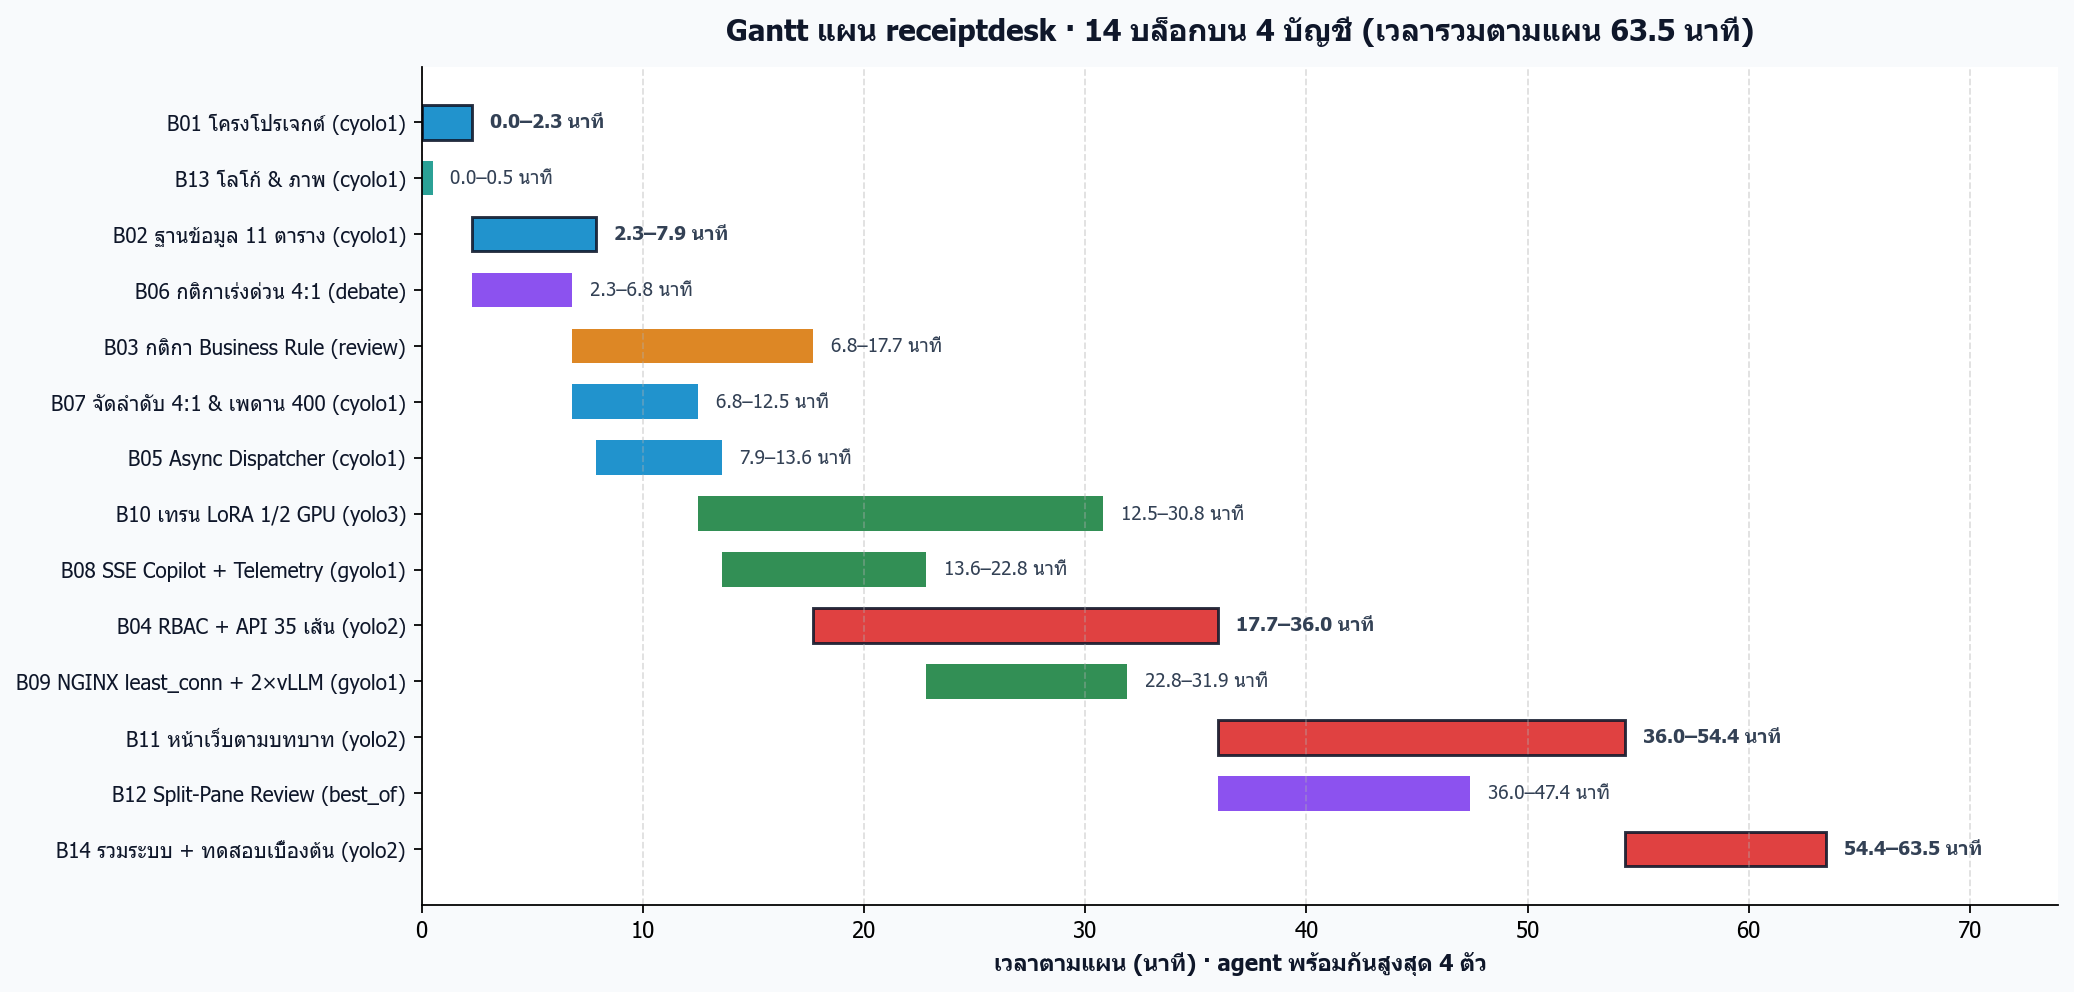 Gantt แผน receiptdesk · 14 บล็อกบน 4 บัญชี (เวลารวมตามแผน 63.5 นาที)
B01 โครงโปรเจกต์ (cyolo1) 0.0–2.3 นาที
B13 โลโก้ & ภาพ (cyolo1) 0.0–0.5 นาที
B02 ฐานข้อมูล 11 ตาราง (cyolo1) 2.3–7.9 นาที
B06 กติกาเร่งด่วน 4:1 (debate) 2.3–6.8 นาที
B03 กติกา Business Rule (review) 6.8–17.7 นาที
B07 จัดลำดับ 4:1 & เพดาน 400 (cyolo1) 6.8–12.5 นาที
B05 Async Dispatcher (cyolo1) 7.9–13.6 นาที
B10 เทรน LoRA 1/2 GPU (yolo3) 12.5–30.8 นาที
B08 SSE Copilot + Telemetry (gyolo1) 13.6–22.8 นาที
B04 RBAC + API 35 เส้น (yolo2) 17.7–36.0 นาที
B09 NGINX least_conn + 2×vLLM (gyolo1) 22.8–31.9 นาที
B11 หน้าเว็บตามบทบาท (yolo2) 36.0–54.4 นาที
B12 Split-Pane Review (best_of) 36.0–47.4 นาที
B14 รวมระบบ + ทดสอบเบื้องต้น (yolo2) 54.4–63.5 นาที
0 10 20 30 40 50 60 70
เวลาตามแผน (นาที) · agent พร้อมกันสูงสุด 4 ตัว